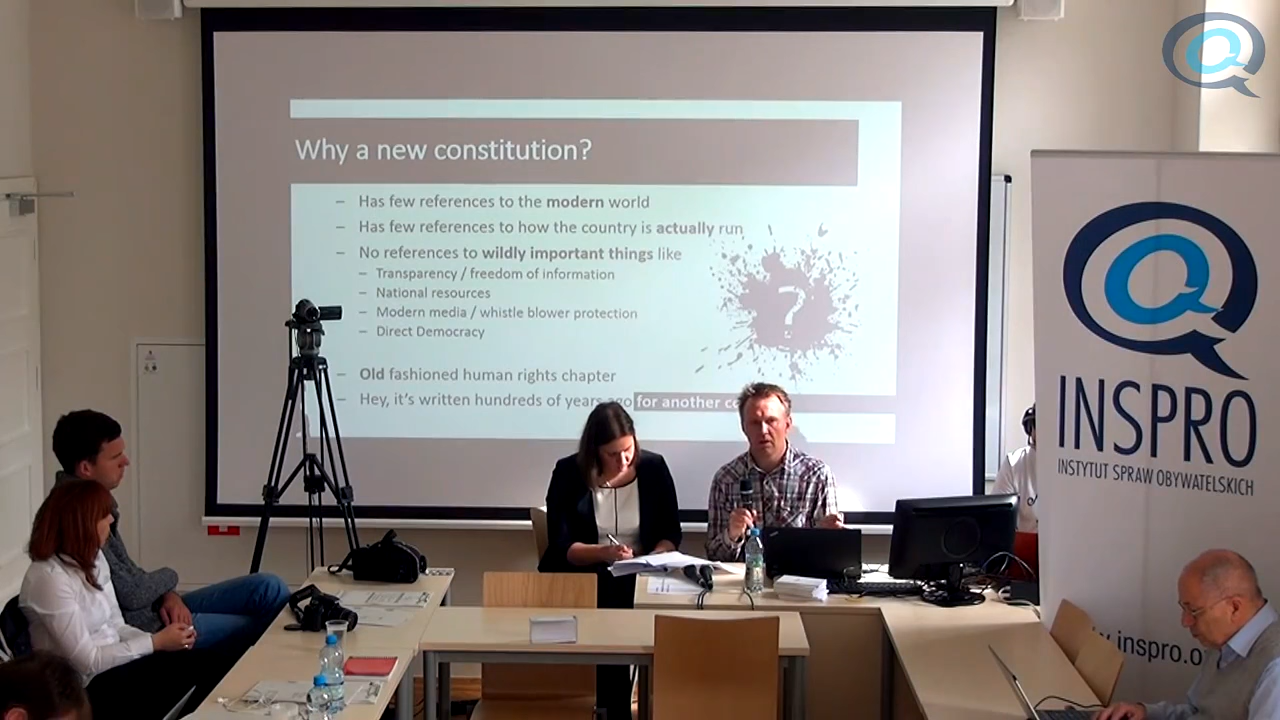 Why a new constitution?
– Has few references to the modern world
– Has few references to how the country is actually run
– No references to wildly important things like
– Transparency / freedom of information
– National resources
– Modern media / whistle blower protection
– Direct Democracy
– Old fashioned human rights chapter
– Hey, it's written hundreds of years ago for another
INSPRO
INSTYTUT SPRAW OBYWATELSKICH
inspro.o